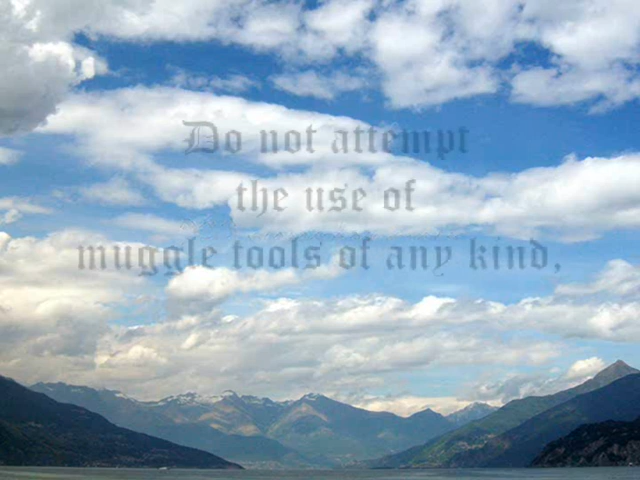 Do not attempt
the use of
muggle tools of any kind,